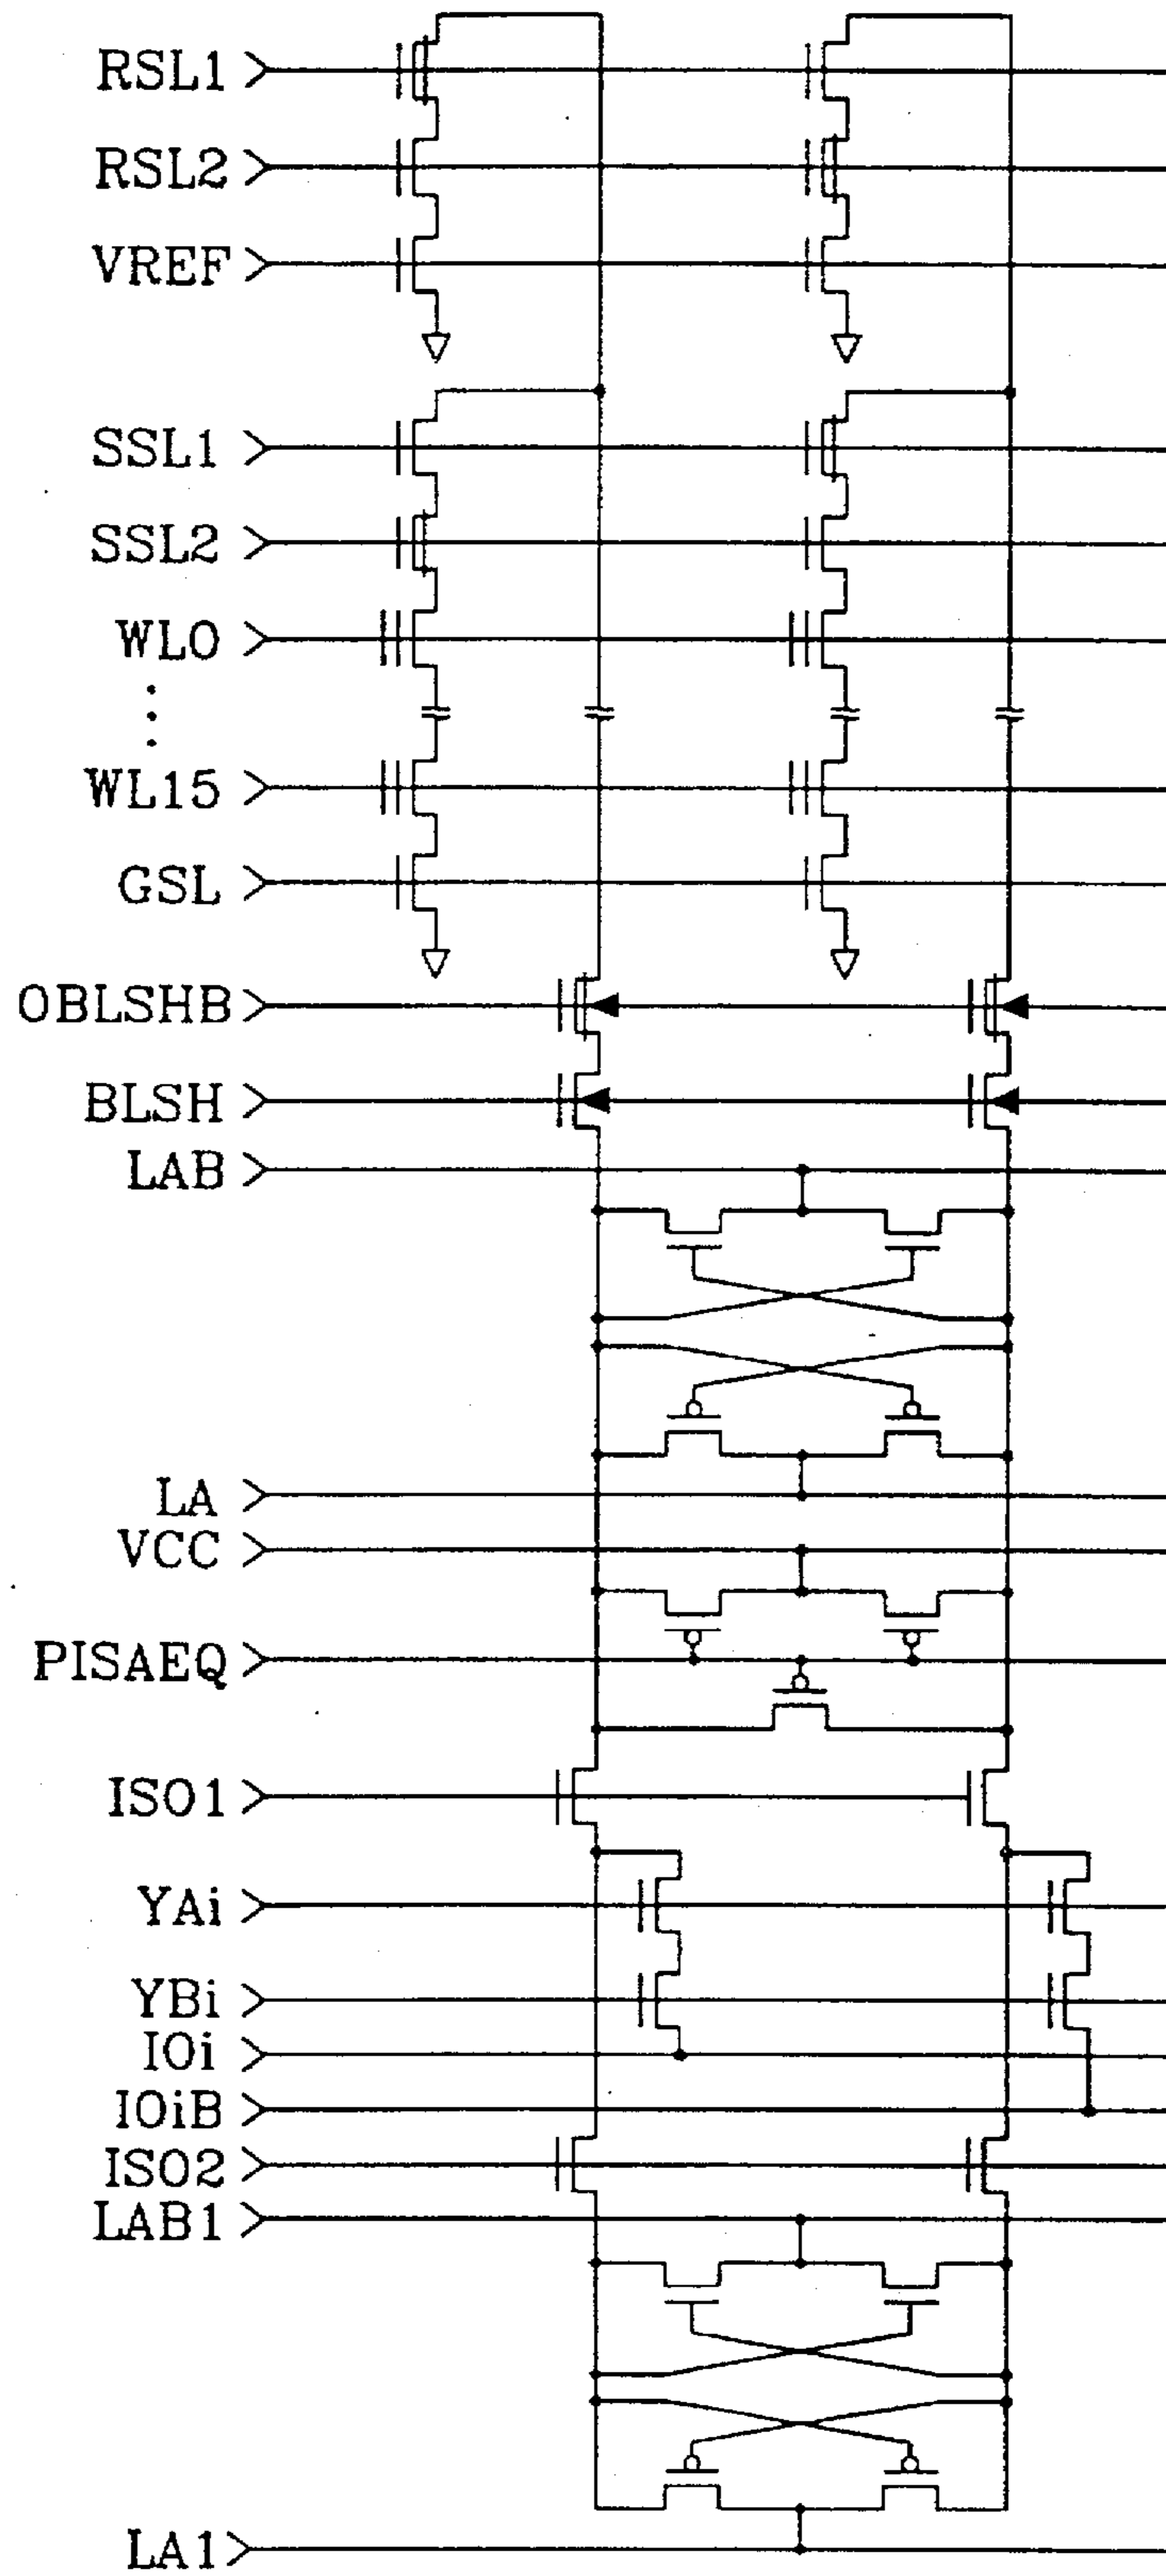 RSL1
RSL2
VREF
SSL1
SSL2
WL0
⋮
WL15
GSL
OBLSHB
BLSH
LAB
LA
VCC
PISAEQ
ISO1
YAi
YBi
IOi
IOiB
ISO2
LAB1
LA1